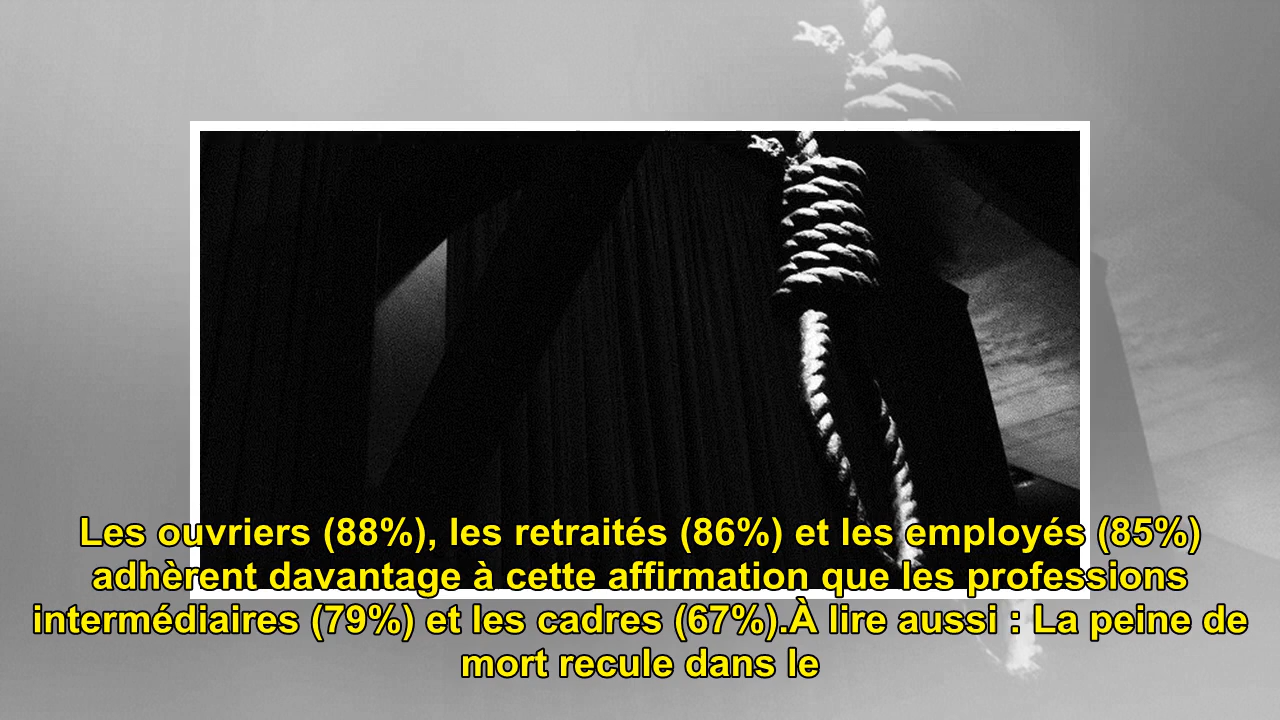 Les ouvriers (88%), les retraités (86%) et les employés (85%)
adhèrent davantage à cette affirmation que les professions
intermédiaires (79%) et les cadres (67%).À lire aussi : La peine de
mort recule dans le